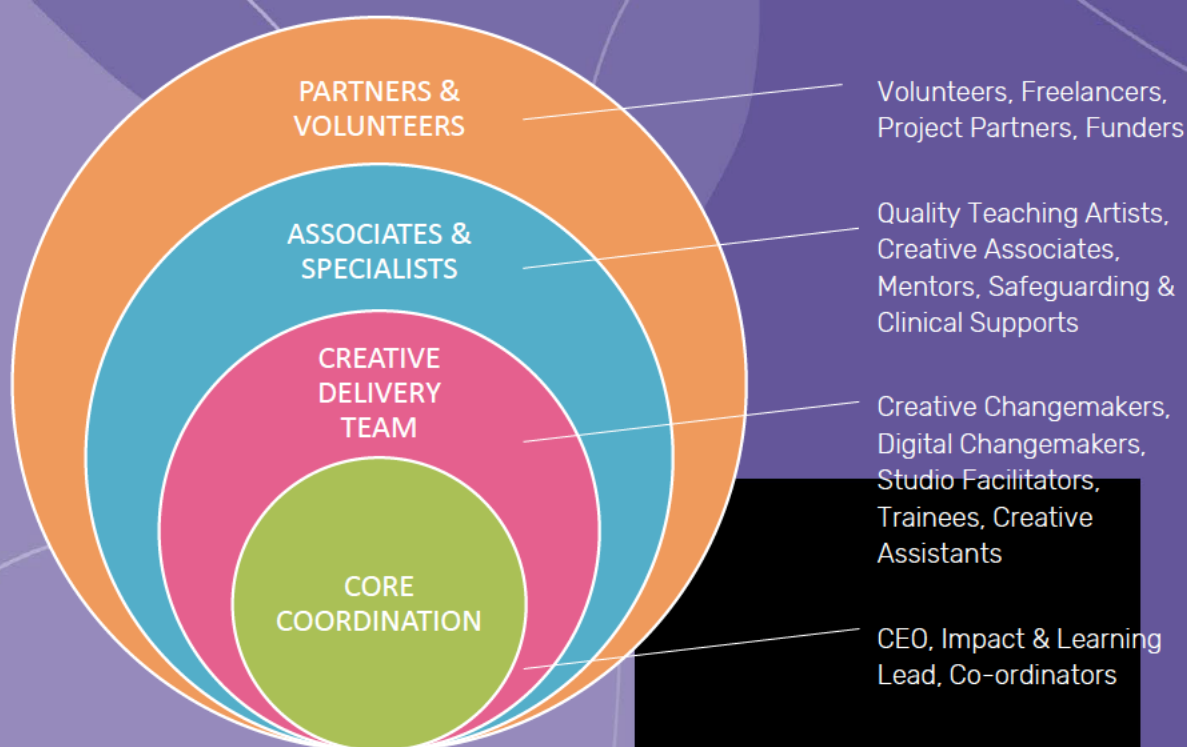 PARTNERS &
VOLUNTEERS
Volunteers, Freelancers,
Project Partners, Funders
ASSOCIATES &
SPECIALISTS
Quality Teaching Artists,
Creative Associates,
Mentors, Safeguarding &
Clinical Supports
CREATIVE
DELIVERY
TEAM
Creative Changemakers,
Digital Changemakers,
Studio Facilitators,
Trainees, Creative
Assistants
CORE
COORDINATION
CEO, Impact & Learning
Lead, Co-ordinators